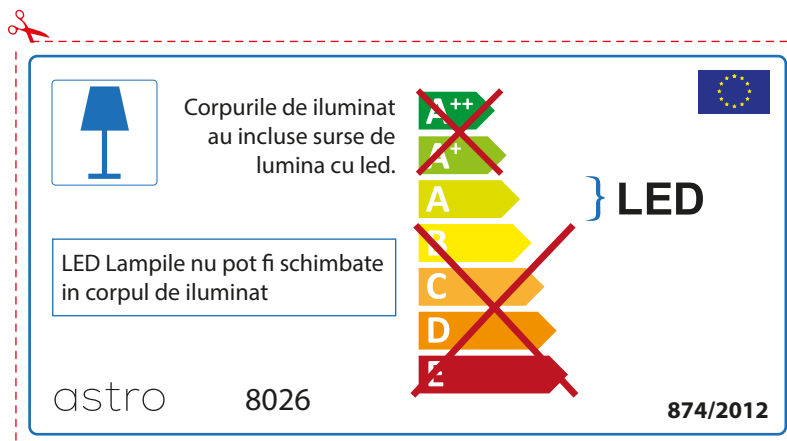 Corpurile de iluminat
au incluse surse de
lumina cu led.
A++
A+
A
B
C
D
E
LED
LED Lampile nu pot fi schimbate
in corpul de iluminat
astro
8026
874/2012